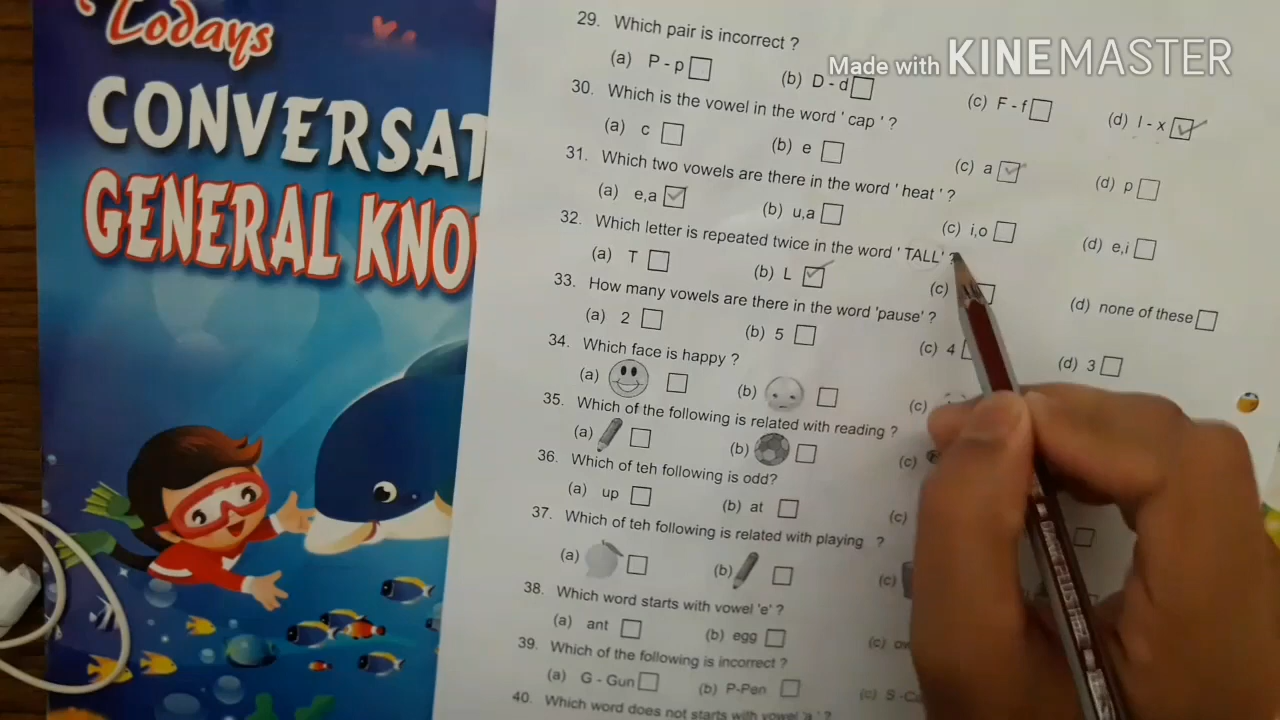 Todays
CONVERSAT
GENERAL KNO
Made with KINEMASTER
29. Which pair is incorrect ?
(a) P - p (b) D - d (c) F - f (d) I - x
30. Which is the vowel in the word ' cap ' ?
(a) c (b) e (c) a (d) p
31. Which two vowels are there in the word ' heat ' ?
(a) e,a (b) u,a (c) i,o (d) e,i
32. Which letter is repeated twice in the word ' TALL' ?
(a) T (b) L (c) (d) none of these
33. How many vowels are there in the word 'pause' ?
(a) 2 (b) 5 (c) 4 (d) 3
34. Which face is happy ?
(a) (b) (c)
35. Which of the following is related with reading ?
(a) (b) (c)
36. Which of teh following is odd?
(a) up (b) at (c)
37. Which of teh following is related with playing ?
(a) (b) (c)
38. Which word starts with vowel 'e' ?
(a) ant (b) egg (c)
39. Which of the following is incorrect ?
(a) G - Gun (b) P-Pen (c) S -C
40. Which word does not starts with vowel 'a' ?